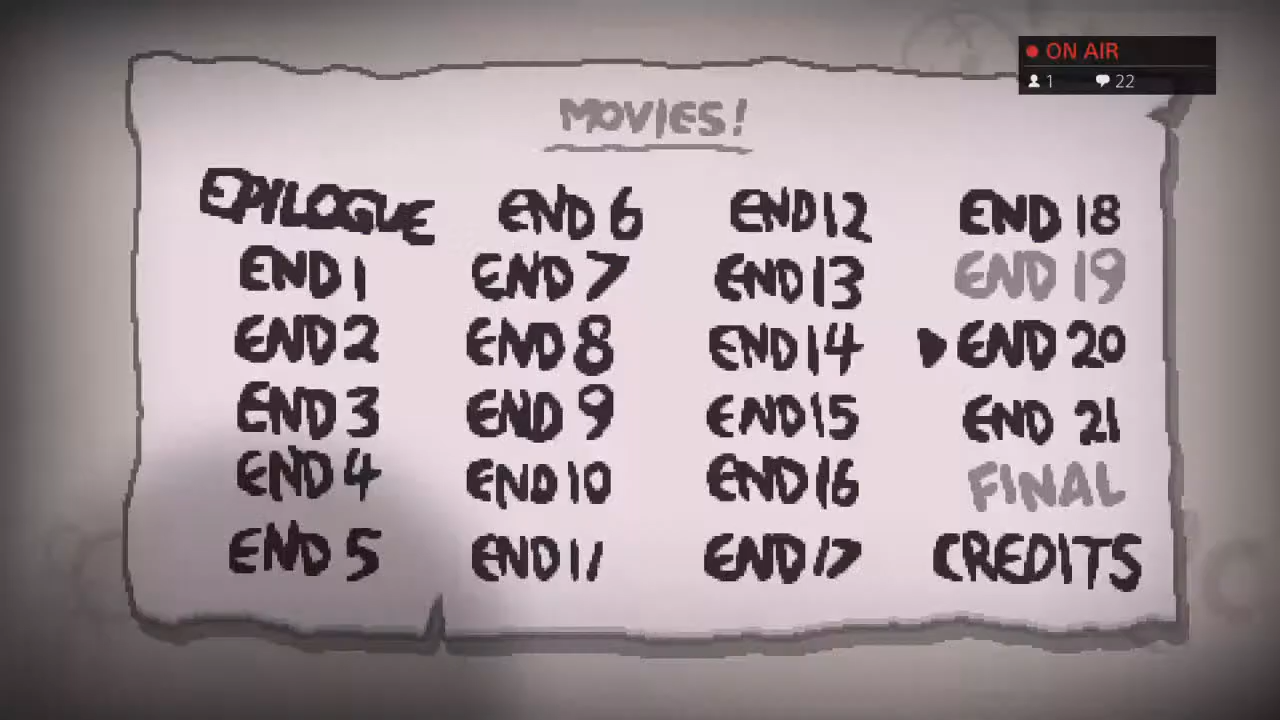 ON AIR
1 22
MOVIES!
EPILOGUE
END 1
END 2
END 3
END 4
END 5
END 6
END 7
END 8
END 9
END 10
END 11
END 12
END 13
END 14
END 15
END 16
END 17
END 18
END 19
END 20
END 21
FINAL
CREDITS